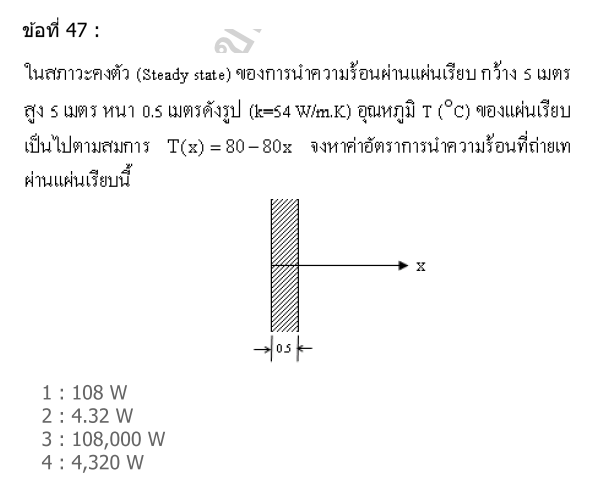 ข้อที่ 47 :
ในสภาวะคงตัว (Steady state) ของการนำความร้อนผ่านแผ่นเรียบ กว้าง 5 เมตร
สูง 5 เมตร หนา 0.5 เมตรดังรูป (k=54 W/m.K) อุณหภูมิ T (°C) ของแผ่นเรียบ
เป็นไปตามสมการ T(x) = 80 – 80x จงหาค่าอัตราการนำความร้อนที่ถ่ายเท
ผ่านแผ่นเรียบนี้
x
0.5
1 : 108 W
2 : 4.32 W
3 : 108,000 W
4 : 4,320 W